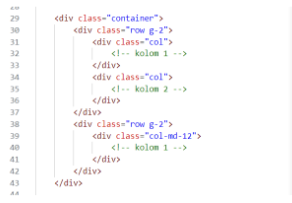 29 <div class="container">
30 <div class="row g-2">
31 <div class="col">
32 <!-- kolom 1 -->
33 </div>
34 <div class="col">
35 <!-- kolom 2 -->
36 </div>
37 </div>
38 <div class="row g-2">
39 <div class="col-md-12">
40 <!-- kolom 1 -->
41 </div>
42 </div>
43 </div>